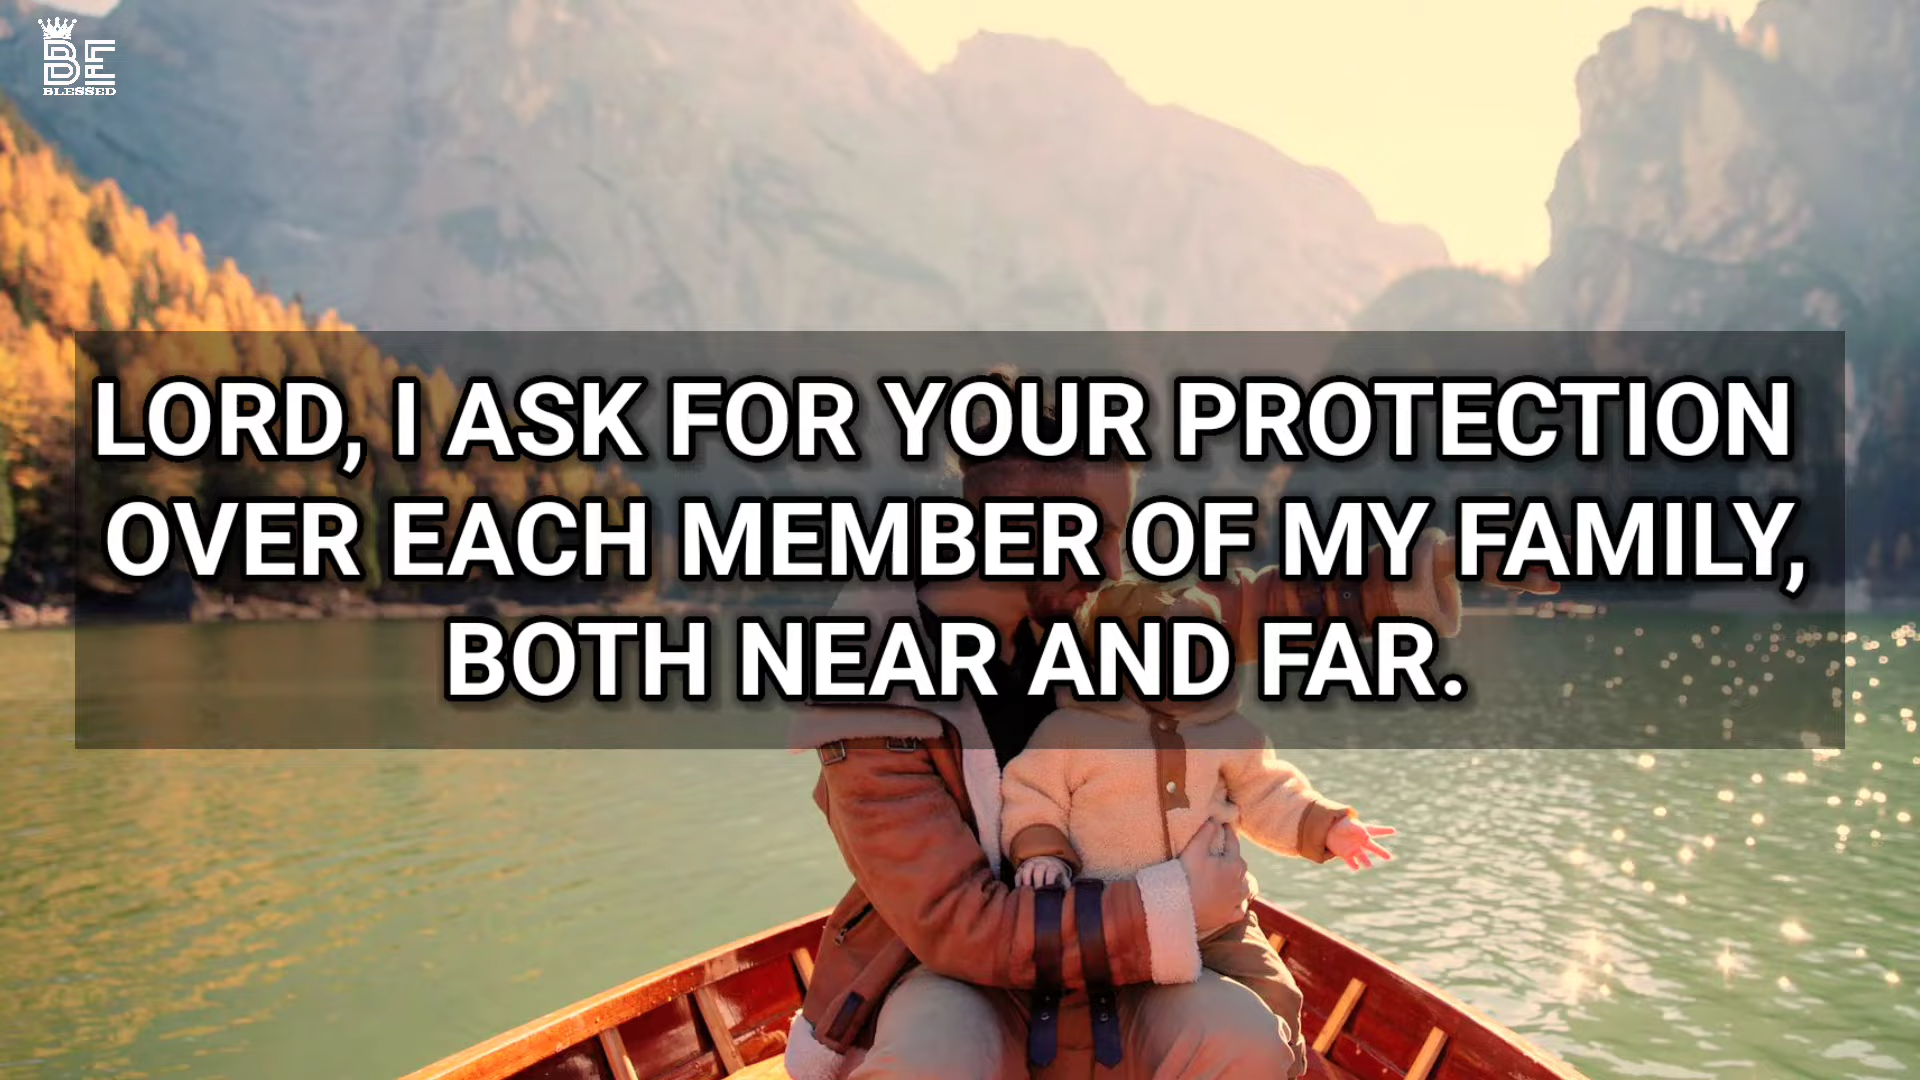 BE
BLESSED
LORD, I ASK FOR YOUR PROTECTION
OVER EACH MEMBER OF MY FAMILY,
BOTH NEAR AND FAR.